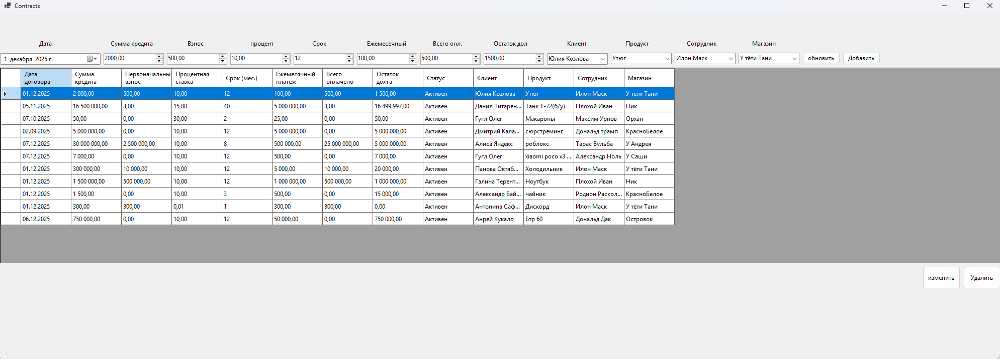 Contracts
Дата Сумма кредита Взнос процент Срок Ежемесечный Всего опл. Остаток дол Клиент Продукт Сотрудник Магазин
1 декабря 2025 г. 2000,00 500,00 10,00 12 100,00 500,00 1500,00 Юлия Козлова Утюг Илон Маск У тёти Тани обновить Добавить
Дата договора Сумма кредита Первоначальны взнос Процентная ставка Срок (мес.) Ежемесячный платеж Всего оплачено Остаток долга Статус Клиент Продукт Сотрудник Магазин
01.12.2025 2 000,00 500,00 10,00 12 100,00 500,00 1 500,00 Активен Юлия Козлова Утюг Илон Маск У тёти Тани
05.11.2025 16 500 000,00 3,00 15,00 40 5 000 000,00 3,00 16 499 997,00 Активен Данил Титарен... Танк Т-72(б/у) Плохой Иван Ник
07.10.2025 50,00 0,00 30,00 2 25,00 0,00 50,00 Активен Гугл Олег Макароны Максим Урнов Орхан
02.09.2025 5 000 000,00 0,00 10,00 12 5 000 000,00 0,00 5 000 000,00 Активен Дмитрий Кала... сюрстреминг Дональд трамп КрасноБелое
07.12.2025 30 000 000,00 2 500 000,00 10,00 8 500 000,00 25 000 000,00 5 000 000,00 Активен Алиса Яндекс роблокс Тарас Бульба У Андрея
07.12.2025 7 000,00 0,00 10,00 12 500,00 0,00 7 000,00 Активен Гугл Олег xiaomi poco x3 ... Александр Ноль У Саши
01.12.2025 300 000,00 10 000,00 10,00 12 5 000,00 10 000,00 20 000,00 Активен Панова Октяб... Холодильник Илон Маск У тёти Тани
01.12.2025 1 500 000,00 500 000,00 10,00 12 1 000 000,00 500 000,00 1 000 000,00 Активен Галина Терент... Ноутбук Плохой Иван Ник
01.12.2025 1 500,00 0,00 10,00 3 500,00 0,00 15 000,00 Активен Александр Бай... чайник Родион Раскол... КрасноБелое
01.12.2025 300,00 300,00 0,01 1 300,00 300,00 0,00 Активен Антонина Саф... Дискорд Илон Маск У тёти Тани
06.12.2025 750 000,00 0,00 10,00 12 50 000,00 0,00 750 000,00 Активен Анрей Кукало Бтр 60 Дональд Дак Островок
изменить Удалить